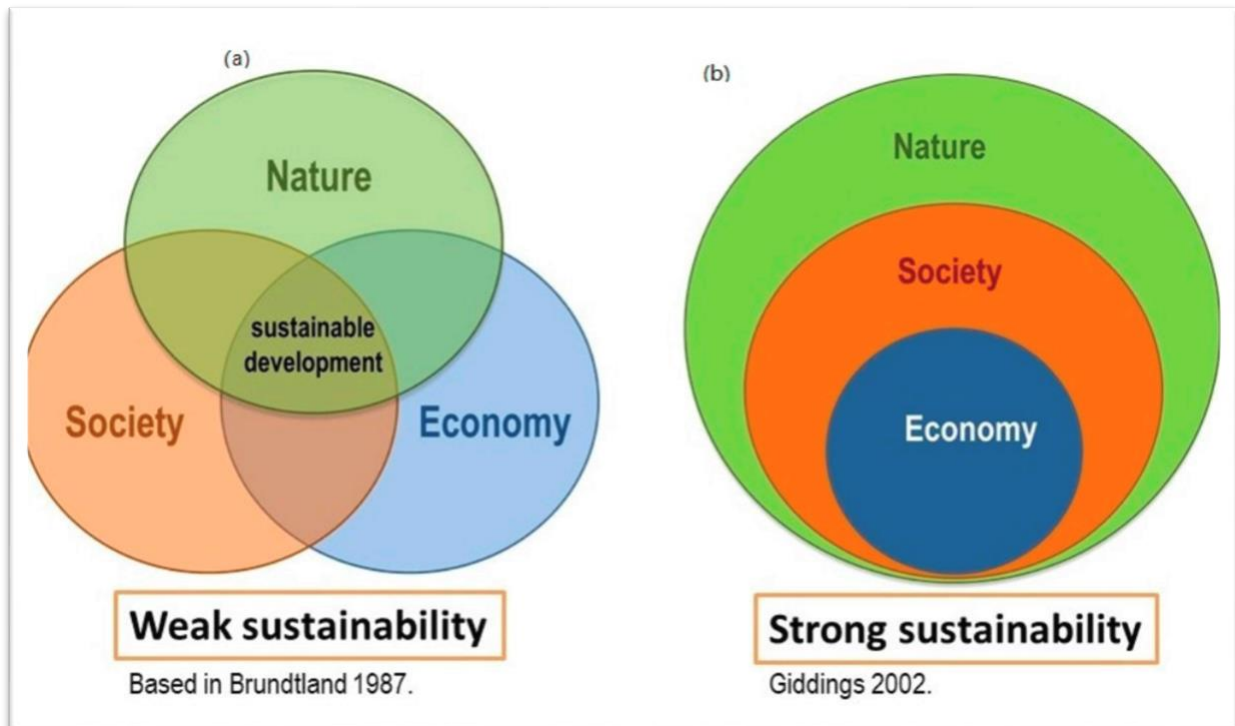 (a)
Nature
sustainable
development
Society
Economy
Weak sustainability
Based in Brundtland 1987.
(b)
Nature
Society
Economy
Strong sustainability
Giddings 2002.